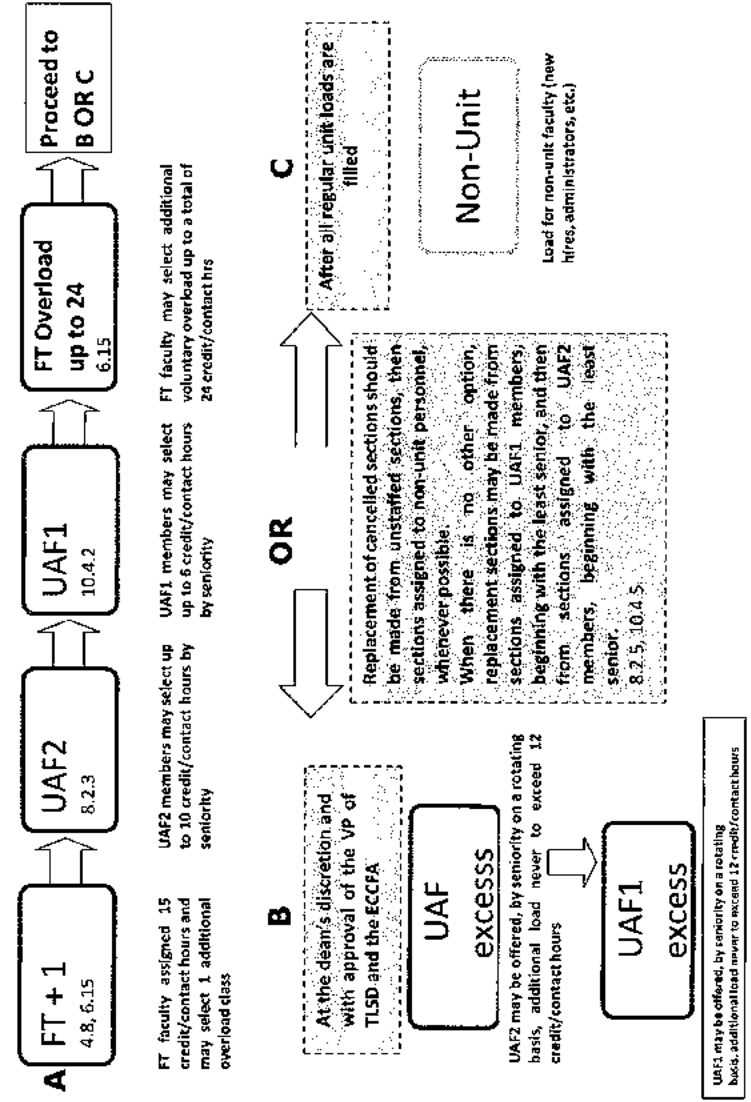 A
FT + 1
4.8, 6.15
UAF2
8.2.3
UAF1
10.4.2
FT Overload
up to 24
6.15
Proceed to
B OR C
FT faculty assigned 15
credit/contact hours and
may select 1 additional
overload class
UAF2 members may select up
to 10 credit/contact hours by
seniority
UAF1 members may select
up to 6 credit/contact hours
by seniority
FT faculty may select additional
voluntary overload up to a total of
24 credit/contact hrs
B
At the dean's discretion and
with approval of the VP of
TLSD and the ECCFA
UAF
excesss
UAF2 may be offered, by seniority on a rotating
basis, additional load never to exceed 12
credit/contact hours
UAF1
excess
UAF1 may be offered, by seniority on a rotating
basis, additional load never to exceed 12 credit/contact hours
OR
Replacement of cancelled sections should
be made from unstaffed sections, then
sections assigned to non-unit personnel,
whenever possible.
When there is no other option,
replacement sections may be made from
sections assigned to UAF1 members,
beginning with the least senior, and then
from sections assigned to UAF2
members, beginning with the least
senior.
8.2.5, 10.4.5
C
After all regular unit loads are
filled
Non-Unit
Load for non-unit faculty (new
hires, administrators, etc.)